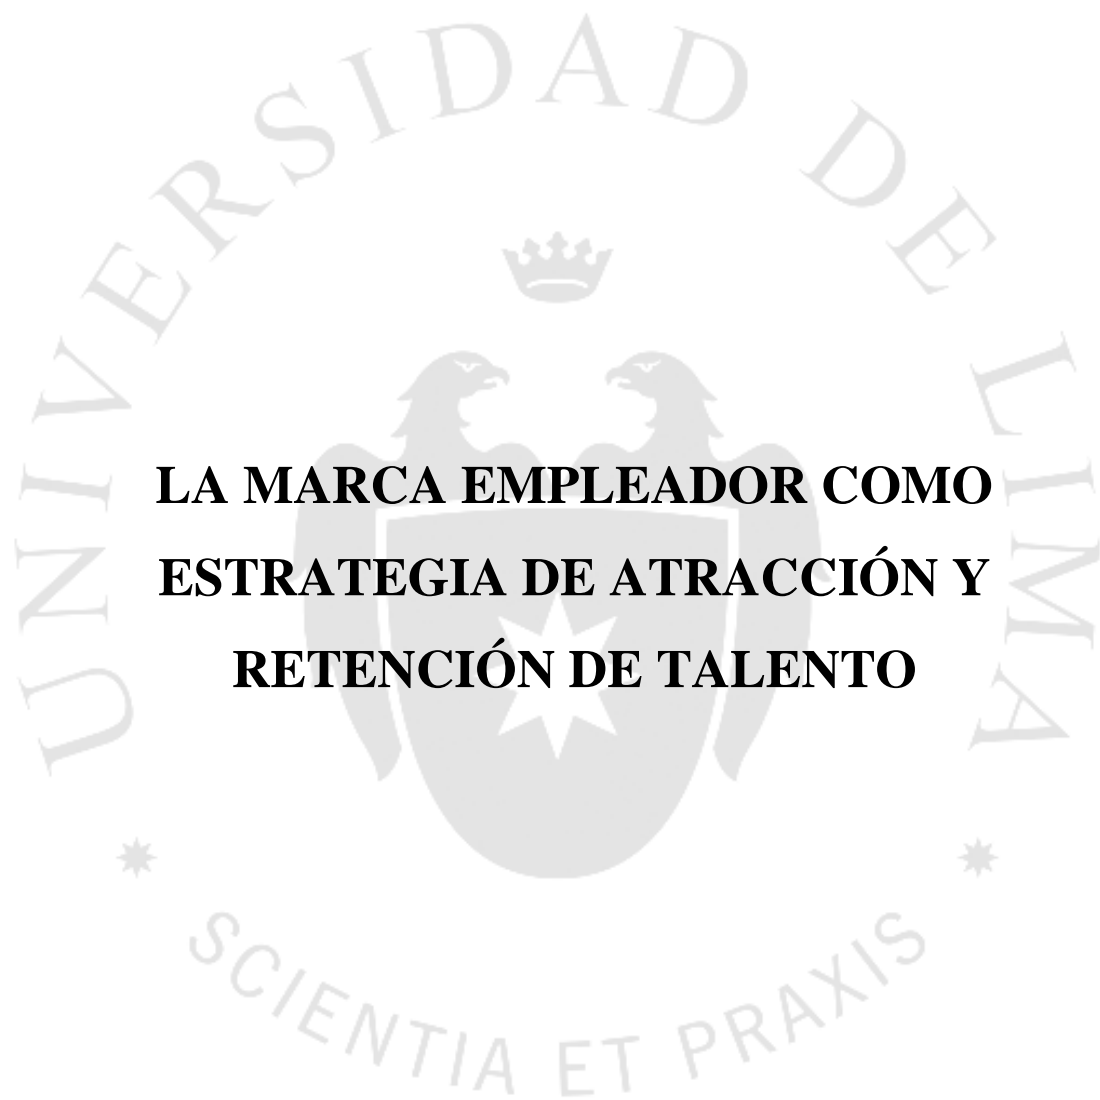 UNIVERSIDAD DE LIMA
LA MARCA EMPLEADOR COMO
ESTRATEGIA DE ATRACCIÓN Y
RETENCIÓN DE TALENTO
SCIENTIA ET PRAXIS